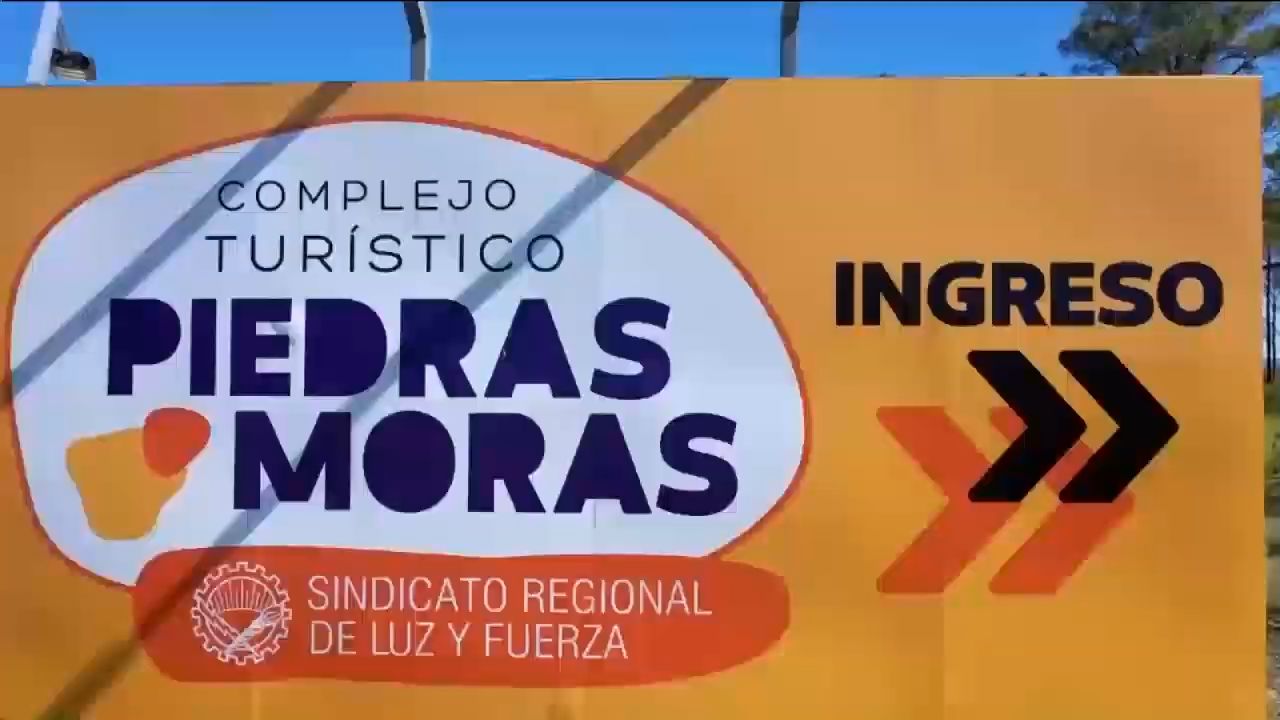 COMPLEJO
TURÍSTICO
PIEDRAS
MORAS
SINDICATO REGIONAL
DE LUZ Y FUERZA
INGRESO